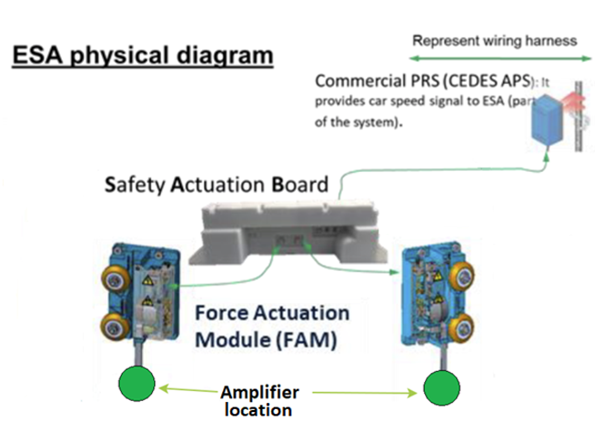 ESA physical diagram
Represent wiring harness
Commercial PRS (CEDES APS): It
provides car speed signal to ESA (part
of the system).
Safety Actuation Board
Force Actuation
Module (FAM)
Amplifier
location